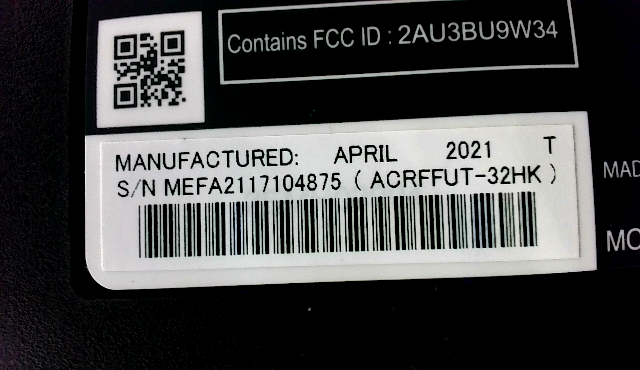 Contains FCC ID : 2AU3BU9W34
MANUFACTURED: APRIL 2021 T
S/N MEFA2117104875 ( ACRFFUT-32HK )